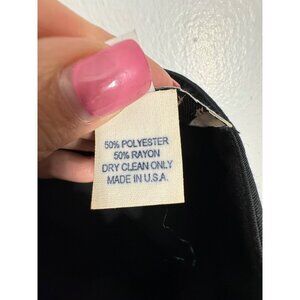 50% POLYESTER
50% RAYON
DRY CLEAN ONLY
MADE IN U.S.A.